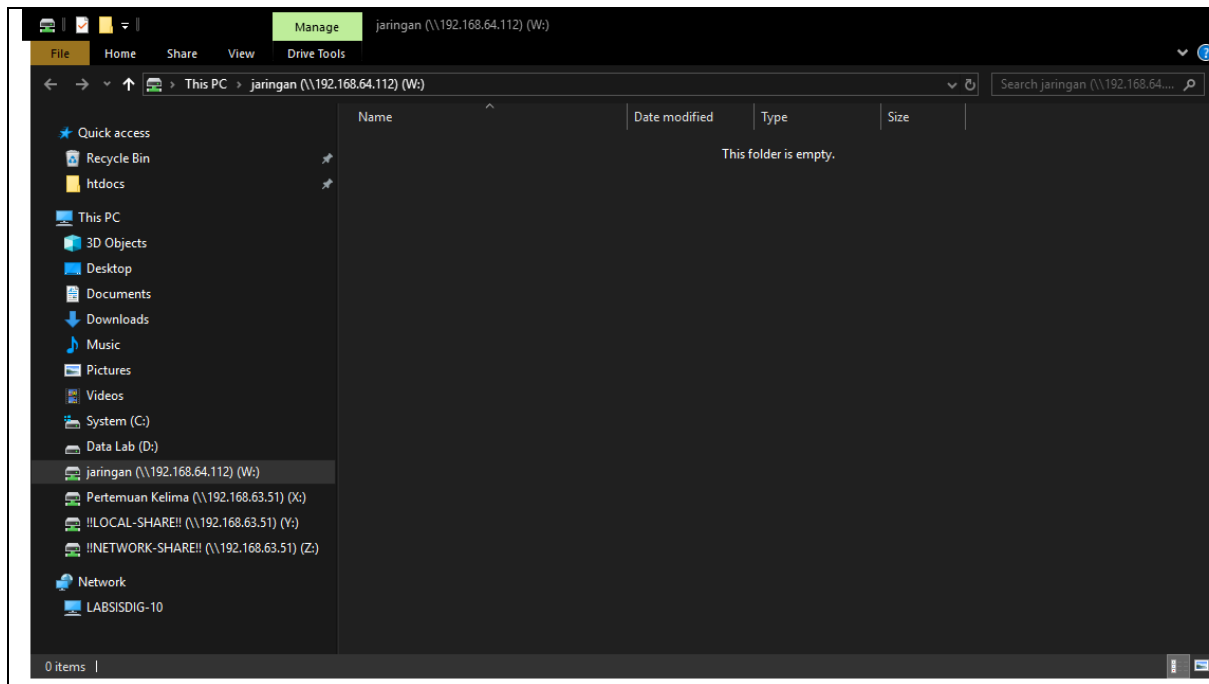 Manage jaringan (\\192.168.64.112) (W:)
File Home Share View Drive Tools
This PC › jaringan (\\192.168.64.112) (W:) Search jaringan (\\192.168.64....
Name Date modified Type Size
This folder is empty.
Quick access
Recycle Bin
htdocs
This PC
3D Objects
Desktop
Documents
Downloads
Music
Pictures
Videos
System (C:)
Data Lab (D:)
jaringan (\\192.168.64.112) (W:)
Pertemuan Kelima (\\192.168.63.51) (X:)
!!LOCAL-SHARE!! (\\192.168.63.51) (Y:)
!!NETWORK-SHARE!! (\\192.168.63.51) (Z:)
Network
LABSISDIG-10
0 items